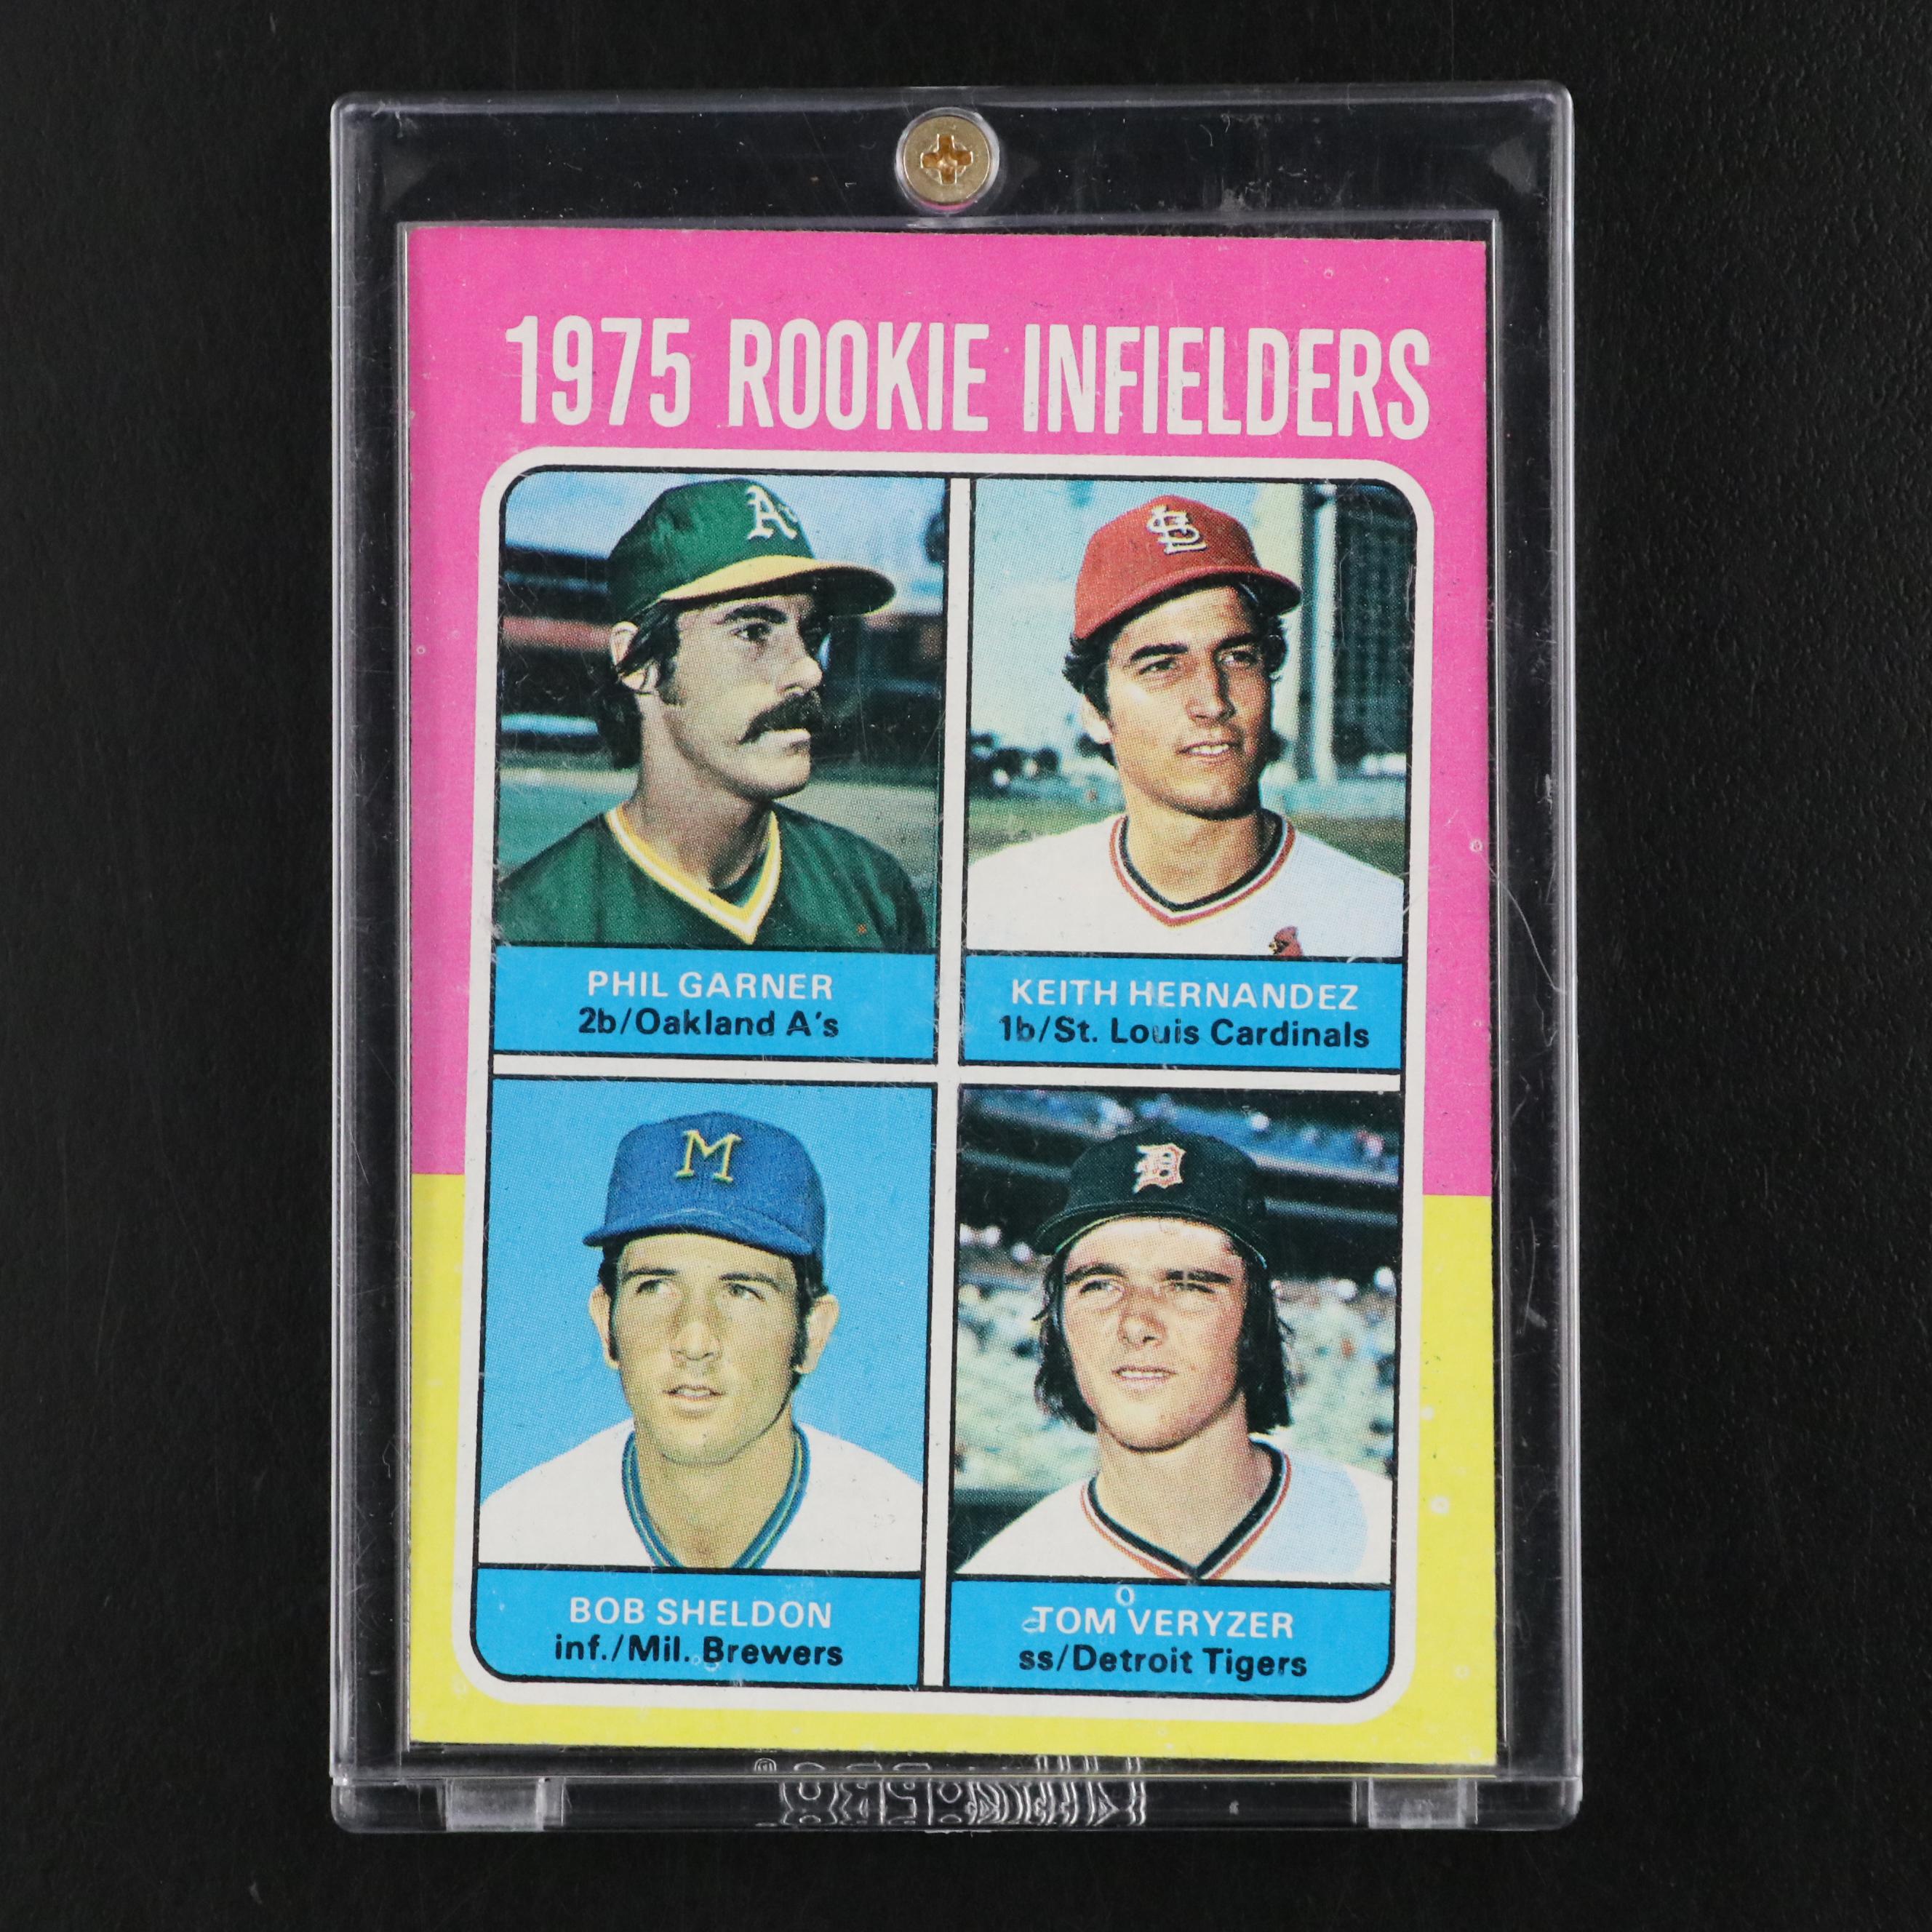 1975 ROOKIE INFIELDERS
A's
STL
PHIL GARNER
2b/Oakland A's
KEITH HERNANDEZ
1b/St. Louis Cardinals
M
D
BOB SHELDON
inf./Mil. Brewers
TOM VERYZER
ss/Detroit Tigers